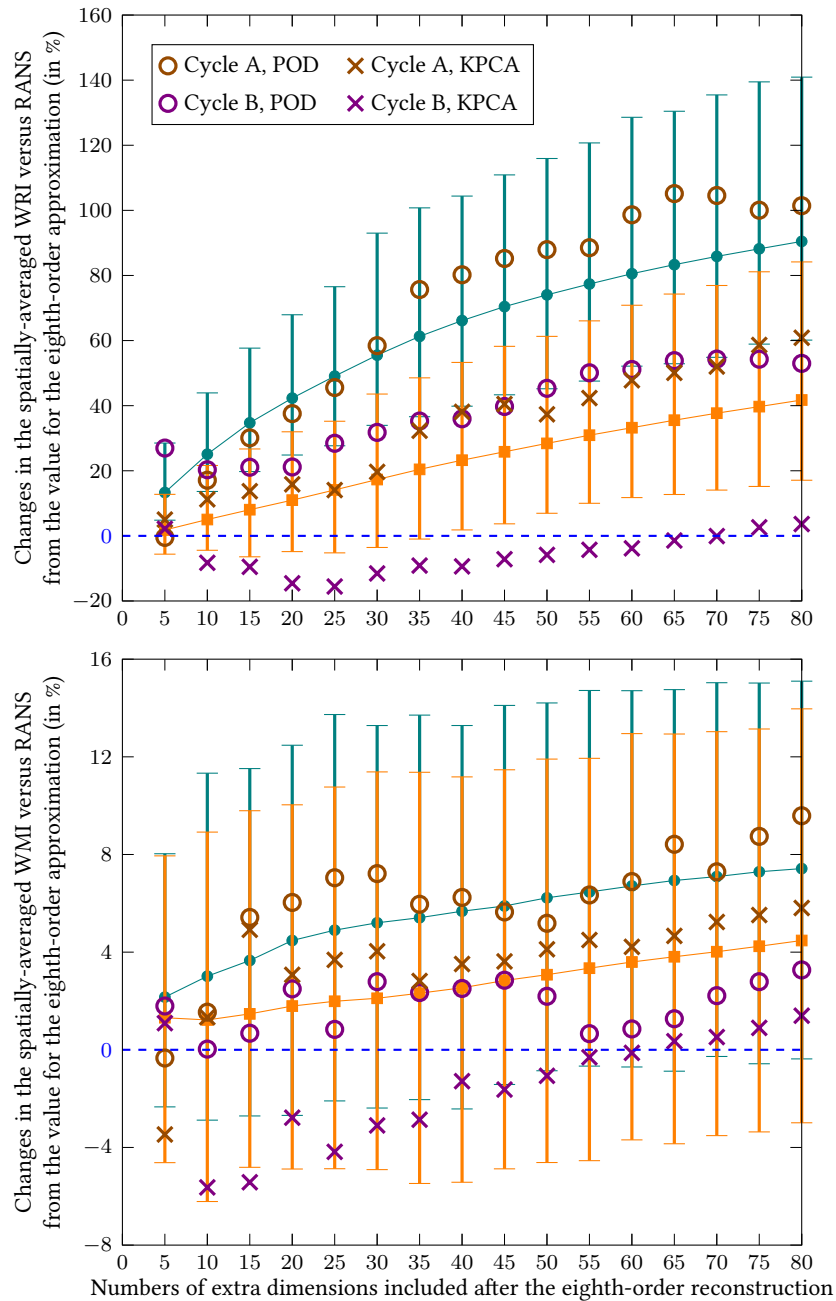 Changes in the spatially-averaged WRI versus RANS
from the value for the eighth-order approximation (in %)
160
140
120
100
80
60
40
20
0
−20
Cycle A, POD
Cycle A, KPCA
Cycle B, POD
Cycle B, KPCA
0 5 10 15 20 25 30 35 40 45 50 55 60 65 70 75 80
Changes in the spatially-averaged WMI versus RANS
from the value for the eighth-order approximation (in %)
16
12
8
4
0
−4
−8
0 5 10 15 20 25 30 35 40 45 50 55 60 65 70 75 80
Numbers of extra dimensions included after the eighth-order reconstruction